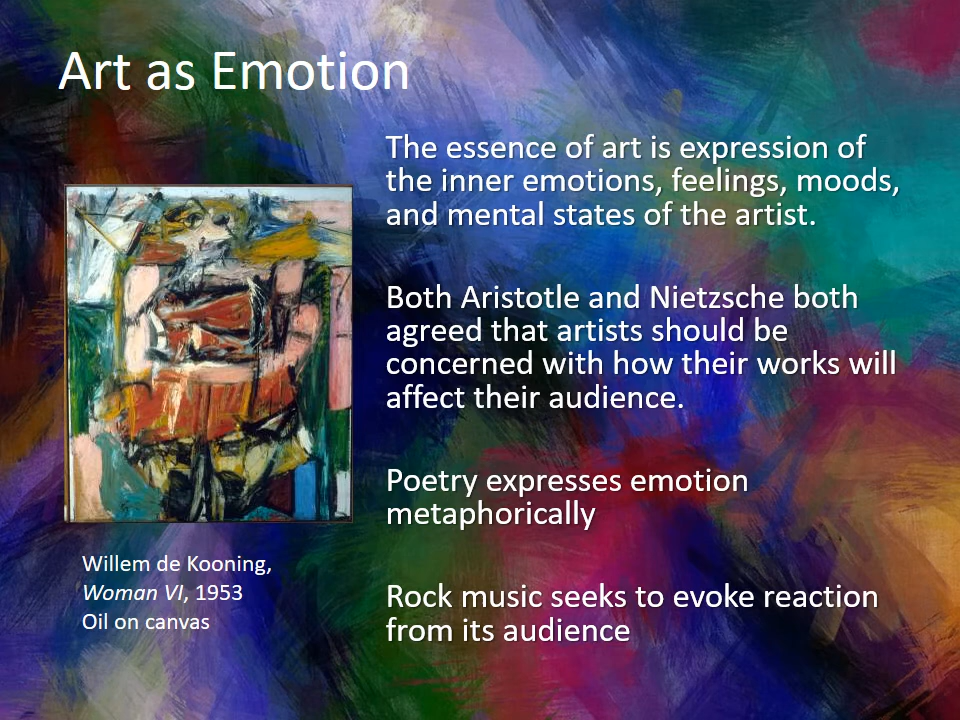 Art as Emotion
The essence of art is expression of
the inner emotions, feelings, moods,
and mental states of the artist.
Both Aristotle and Nietzsche both
agreed that artists should be
concerned with how their works will
affect their audience.
Poetry expresses emotion
metaphorically
Rock music seeks to evoke reaction
from its audience
Willem de Kooning,
Woman VI, 1953
Oil on canvas